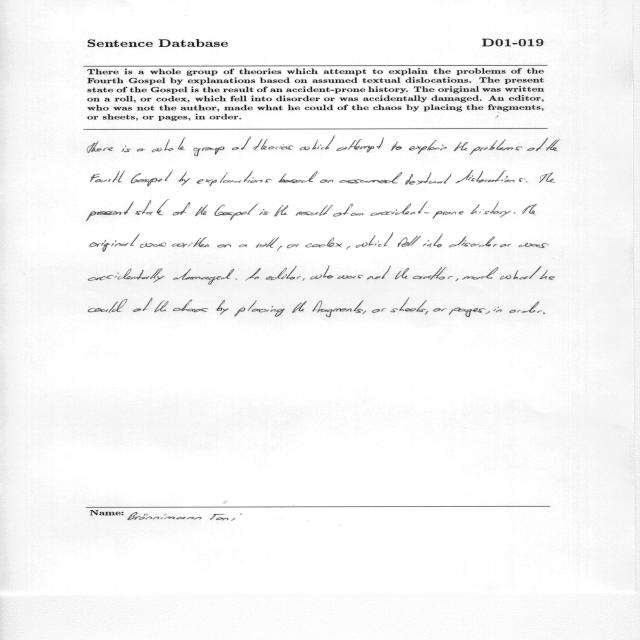 Sentence Database D01-019
There is a whole group of theories which attempt to explain the problems of the
Fourth Gospel by explanations based on assumed textual dislocations. The present
state of the Gospel is the result of an accident-prone history. The original was written
on a roll, or codex, which fell into disorder or was accidentally damaged. An editor,
who was not the author, made what he could of the chaos by placing the fragments,
or sheets, or pages, in order.
There is a whole group of theories which attempt to explain the problems of the
Fourth Gospel by explanations based on assumed textual dislocations. The
present state of the Gospel is the result of an accident-prone history. The
original was written on a roll, or codex, which fell into disorder or was
accidentally damaged. An editor, who was not the author, made what he
could of the chaos by placing the fragments, or sheets, or pages, in order.
Name: Brönnimann Toni